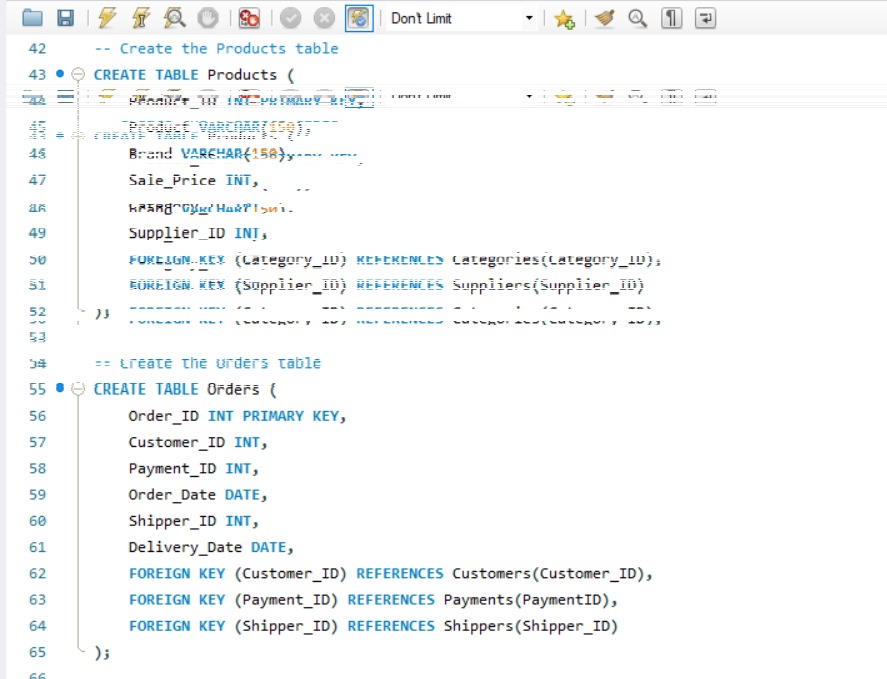 Don't Limit
42 -- Create the Products table
43 CREATE TABLE Products (
44 Product_ID INT PRIMARY KEY,
45 Product VARCHAR(150),
46 Brand VARCHAR(150),
47 Sale_Price INT,
49 Supplier_ID INT,
50 FOREIGN KEY (Category_ID) REFERENCES Categories(Category_ID),
51 FOREIGN KEY (Supplier_ID) REFERENCES Suppliers(Supplier_ID)
52 );
53
54 -- Create the Orders table
55 CREATE TABLE Orders (
56 Order_ID INT PRIMARY KEY,
57 Customer_ID INT,
58 Payment_ID INT,
59 Order_Date DATE,
60 Shipper_ID INT,
61 Delivery_Date DATE,
62 FOREIGN KEY (Customer_ID) REFERENCES Customers(Customer_ID),
63 FOREIGN KEY (Payment_ID) REFERENCES Payments(PaymentID),
64 FOREIGN KEY (Shipper_ID) REFERENCES Shippers(Shipper_ID)
65 );
66